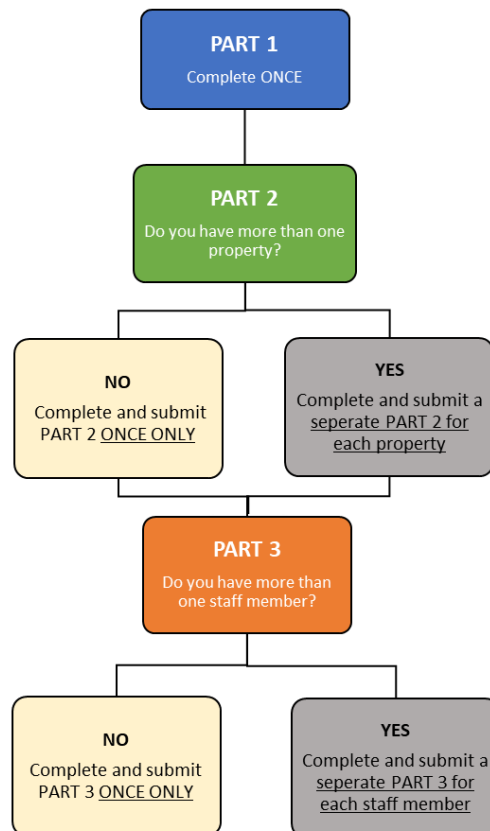 PART 1
Complete ONCE
PART 2
Do you have more than one
property?
NO
Complete and submit
PART 2 ONCE ONLY
YES
Complete and submit a
seperate PART 2 for
each property
PART 3
Do you have more than
one staff member?
NO
Complete and submit
PART 3 ONCE ONLY
YES
Complete and submit a
seperate PART 3 for
each staff member